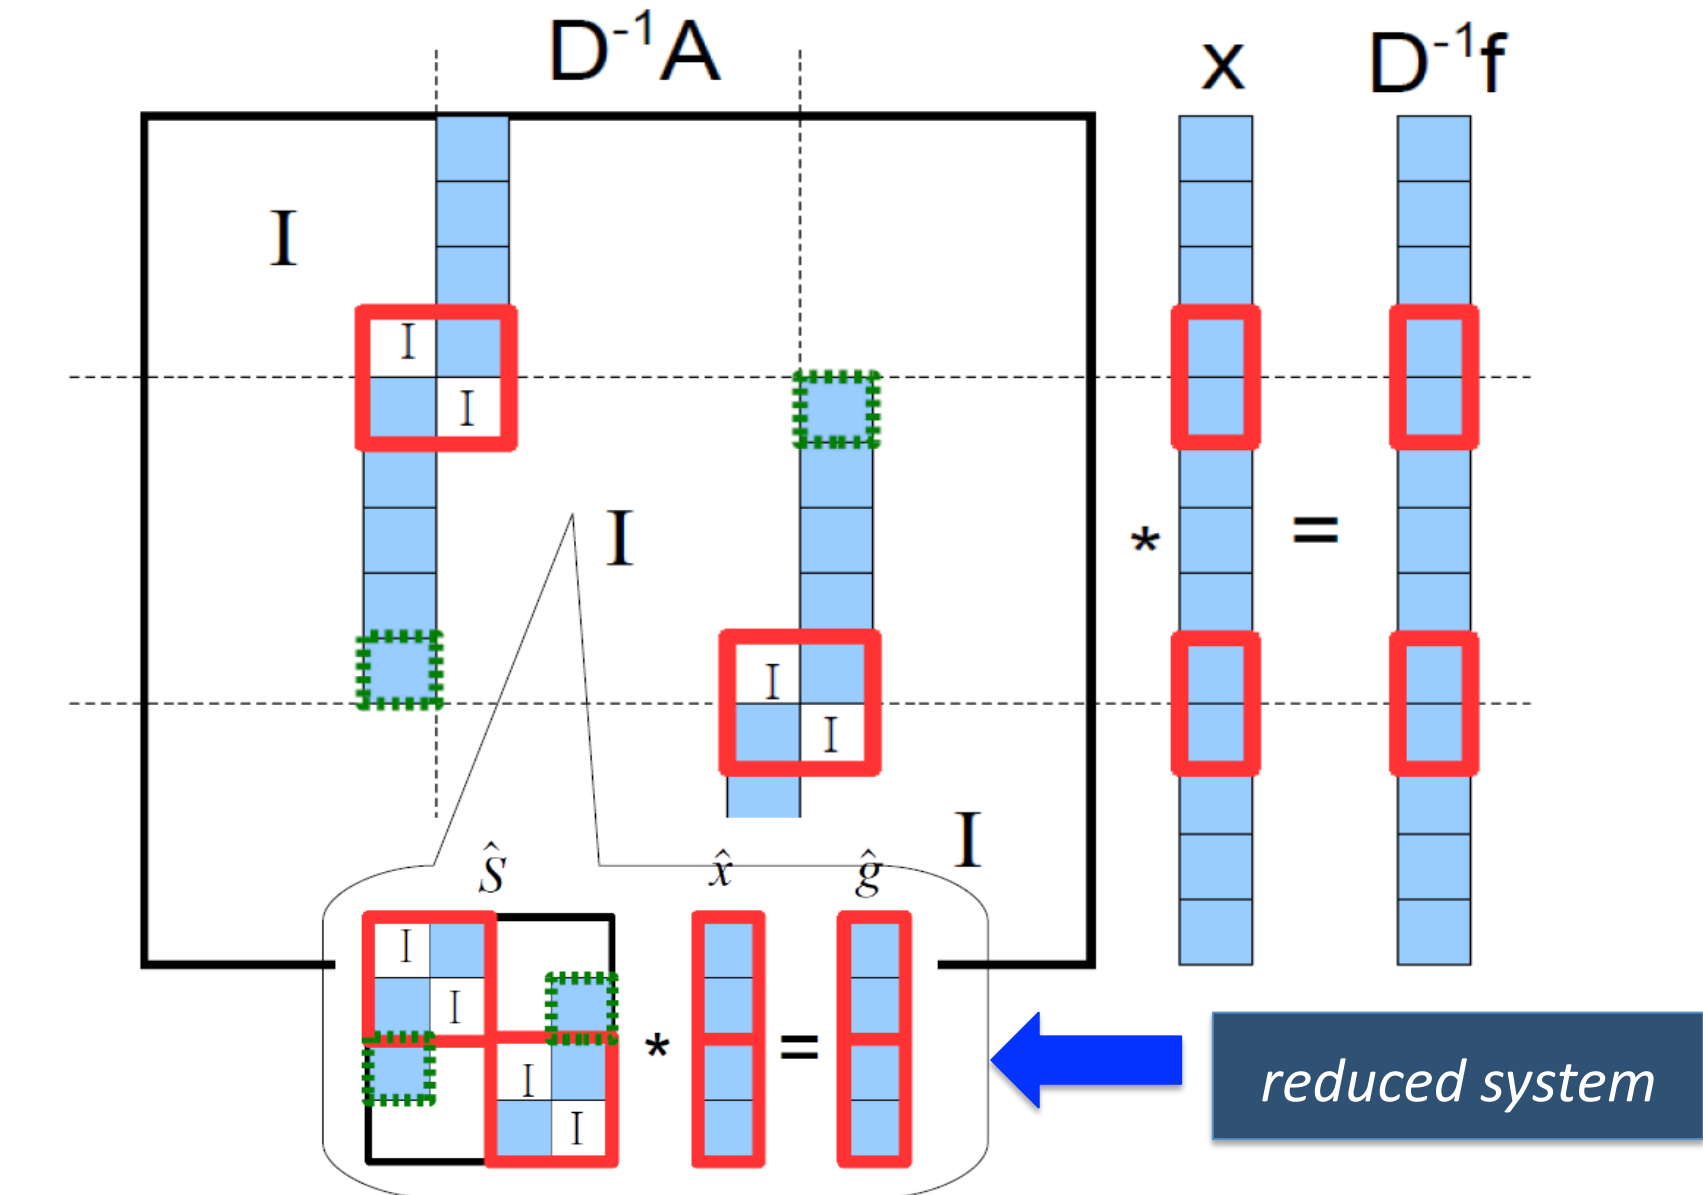 D⁻¹A x D⁻¹f
I
I I
I
* =
I I
I
Ŝ x̂ ĝ
I
I
* =
I
I
reduced system